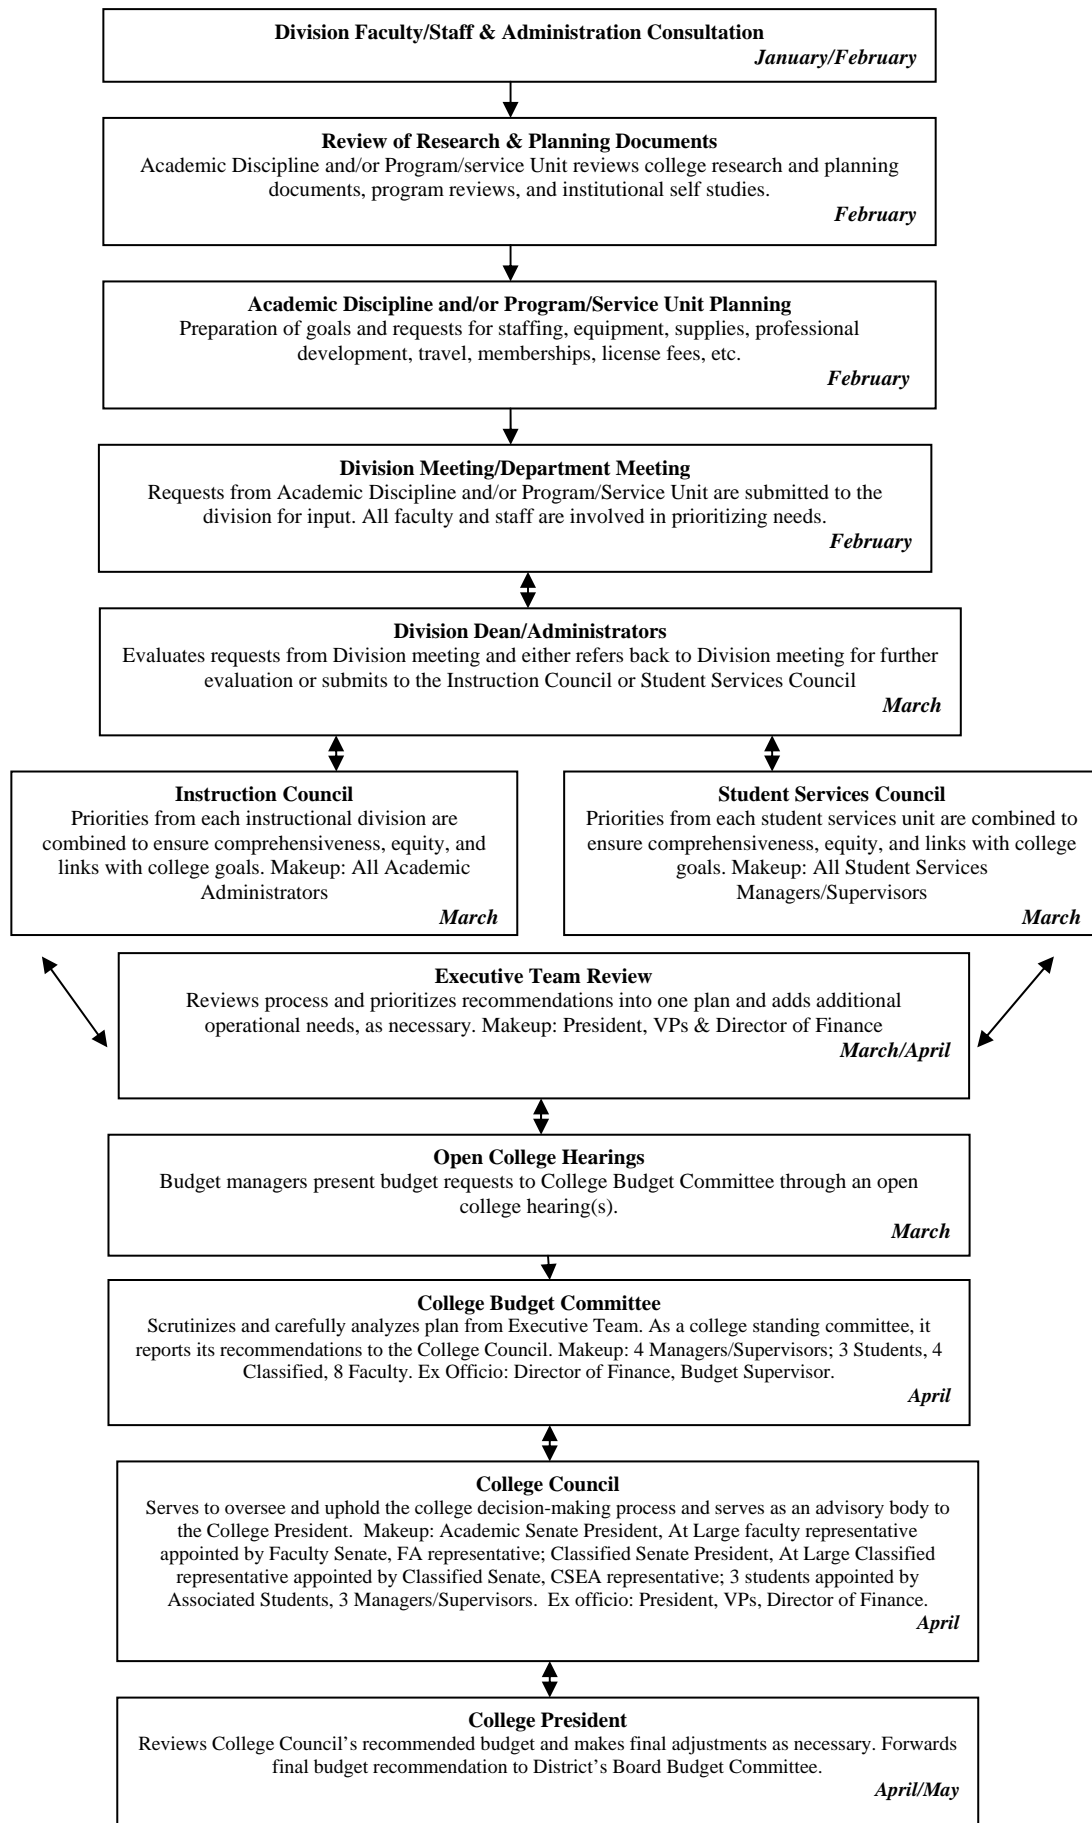 Division Faculty/Staff & Administration Consultation
January/February
Review of Research & Planning Documents
Academic Discipline and/or Program/service Unit reviews college research and planning
documents, program reviews, and institutional self studies.
February
Academic Discipline and/or Program/Service Unit Planning
Preparation of goals and requests for staffing, equipment, supplies, professional
development, travel, memberships, license fees, etc.
February
Division Meeting/Department Meeting
Requests from Academic Discipline and/or Program/Service Unit are submitted to the
division for input. All faculty and staff are involved in prioritizing needs.
February
Division Dean/Administrators
Evaluates requests from Division meeting and either refers back to Division meeting for further
evaluation or submits to the Instruction Council or Student Services Council
March
Instruction Council
Priorities from each instructional division are
combined to ensure comprehensiveness, equity, and
links with college goals. Makeup: All Academic
Administrators
March
Student Services Council
Priorities from each student services unit are combined to
ensure comprehensiveness, equity, and links with college
goals. Makeup: All Student Services
Managers/Supervisors
March
Executive Team Review
Reviews process and prioritizes recommendations into one plan and adds additional
operational needs, as necessary. Makeup: President, VPs & Director of Finance
March/April
Open College Hearings
Budget managers present budget requests to College Budget Committee through an open
college hearing(s).
March
College Budget Committee
Scrutinizes and carefully analyzes plan from Executive Team. As a college standing committee, it
reports its recommendations to the College Council. Makeup: 4 Managers/Supervisors; 3 Students, 4
Classified, 8 Faculty. Ex Officio: Director of Finance, Budget Supervisor.
April
College Council
Serves to oversee and uphold the college decision-making process and serves as an advisory body to
the College President. Makeup: Academic Senate President, At Large faculty representative
appointed by Faculty Senate, FA representative; Classified Senate President, At Large Classified
representative appointed by Classified Senate, CSEA representative; 3 students appointed by
Associated Students, 3 Managers/Supervisors. Ex officio: President, VPs, Director of Finance.
April
College President
Reviews College Council's recommended budget and makes final adjustments as necessary. Forwards
final budget recommendation to District's Board Budget Committee.
April/May